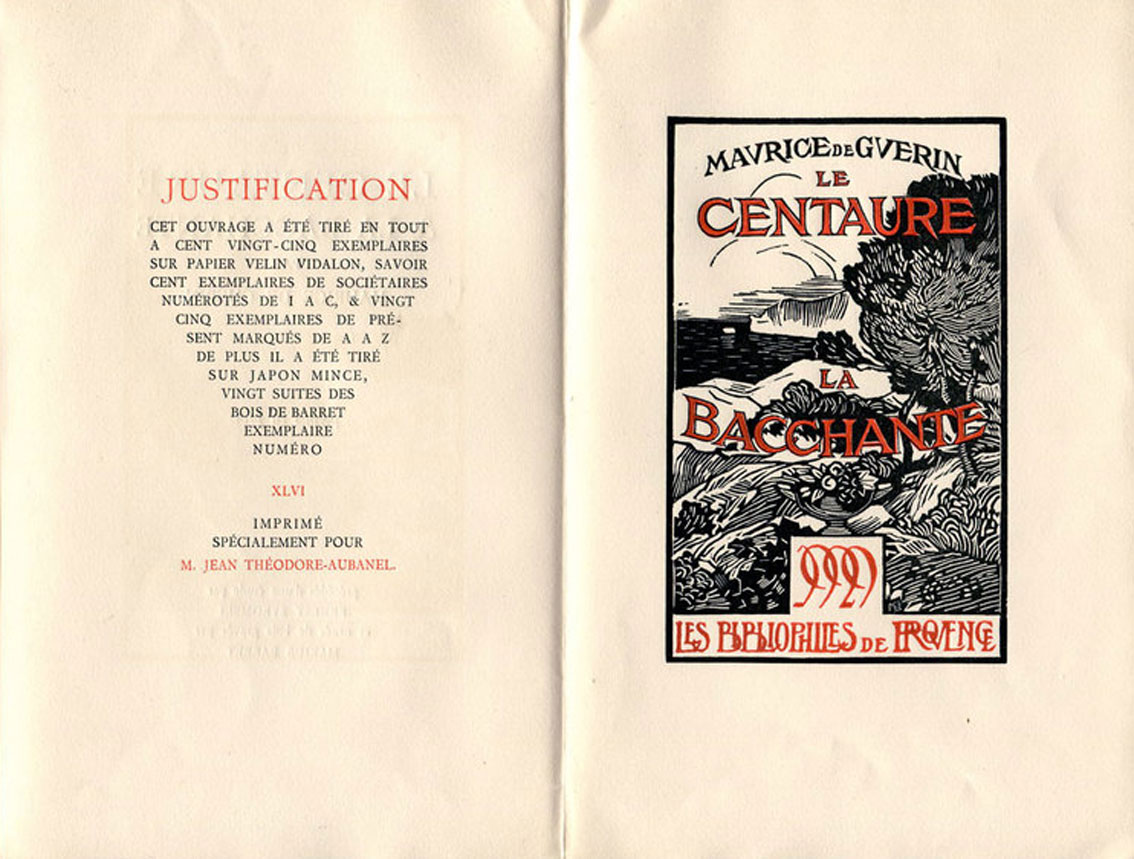 JUSTIFICATION
CET OUVRAGE A ÉTÉ TIRÉ EN TOUT
A CENT VINGT-CINQ EXEMPLAIRES
SUR PAPIER VELIN VIDALON, SAVOIR
CENT EXEMPLAIRES DE SOCIÉTAIRES
NUMÉROTÉS DE I A C, & VINGT
CINQ EXEMPLAIRES DE PRÉ-
SENT MARQUÉS DE A A Z
DE PLUS IL A ÉTÉ TIRÉ
SUR JAPON MINCE,
VINGT SUITES DES
BOIS DE BARRET
EXEMPLAIRE
NUMÉRO
XLVI
IMPRIMÉ
SPÉCIALEMENT POUR
M. JEAN THÉODORE-AUBANEL.
MAVRICE DE GVERIN
LE
CENTAURE
LA
BACCHANTE
LES BIBLIOPHILES DE PROVENCE